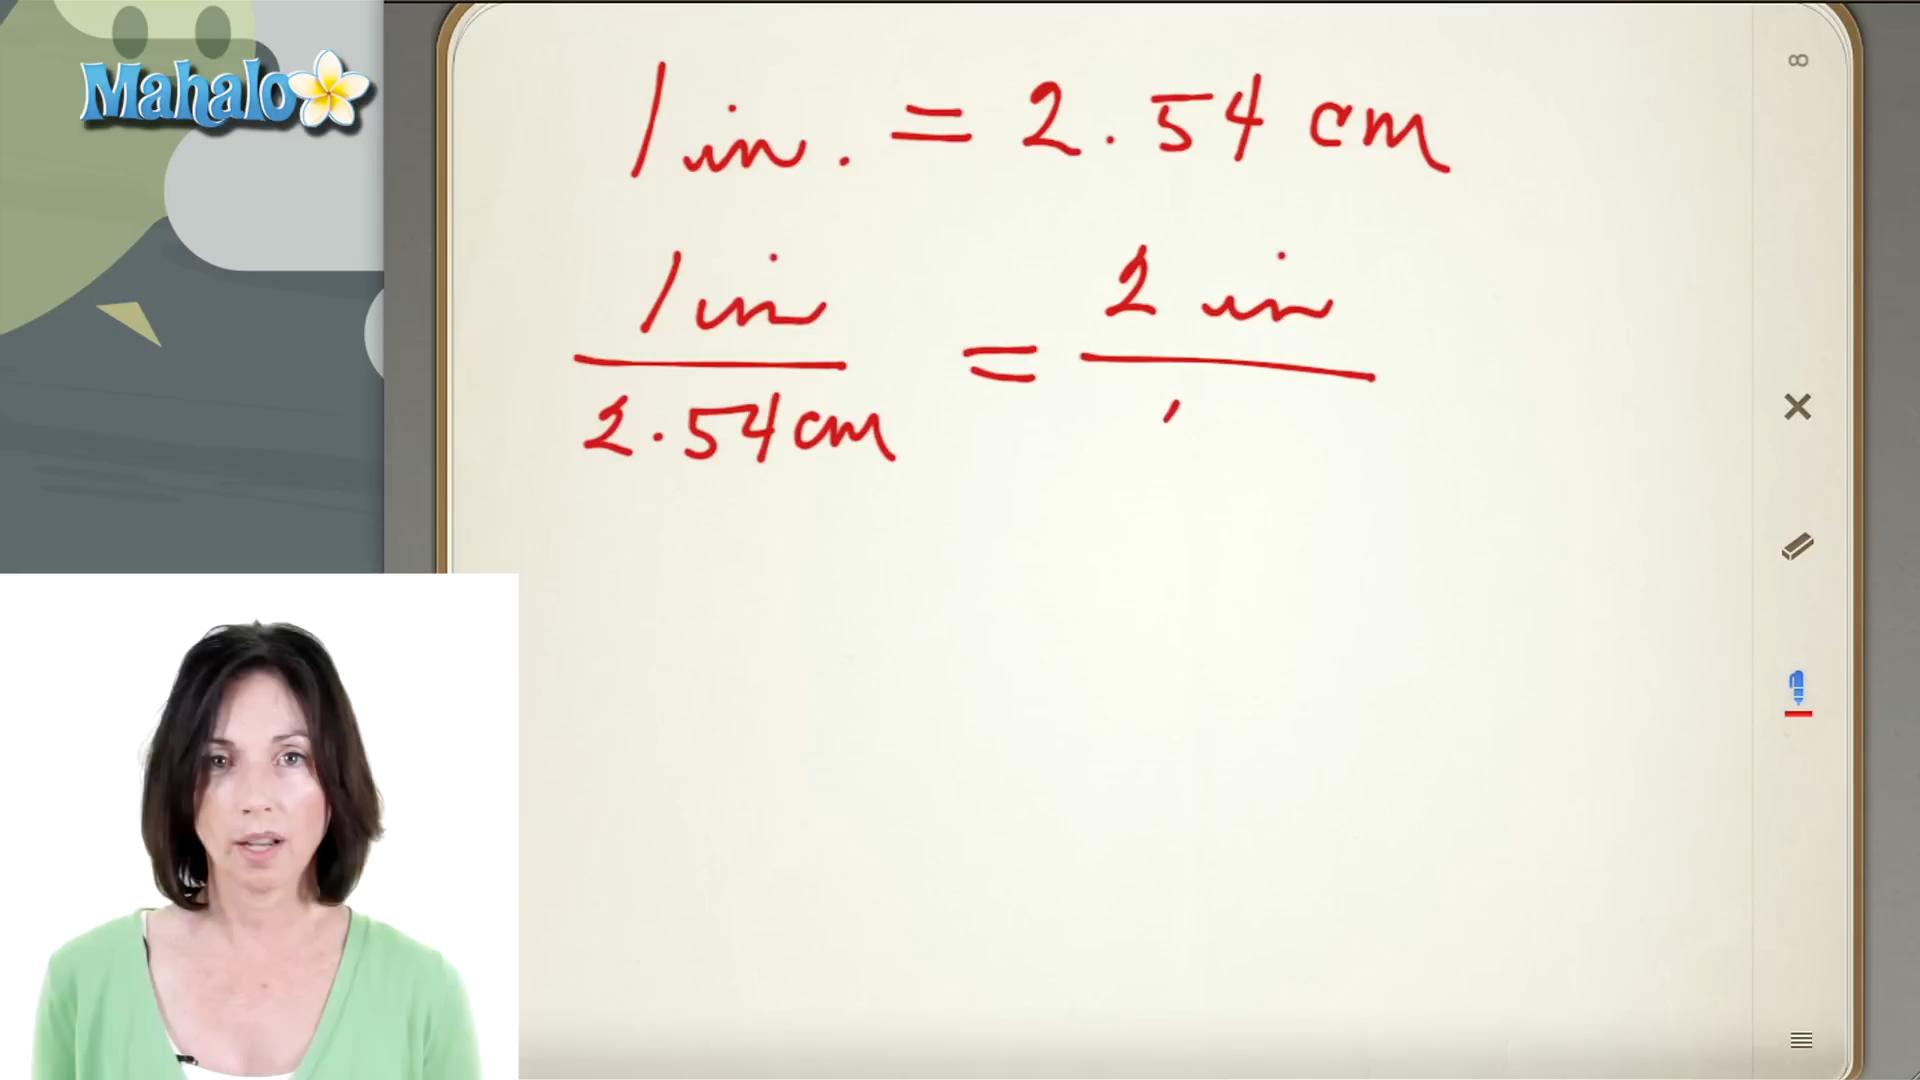 Mahalo
1 in. = 2.54 cm
1 in = 2 in
2.54 cm